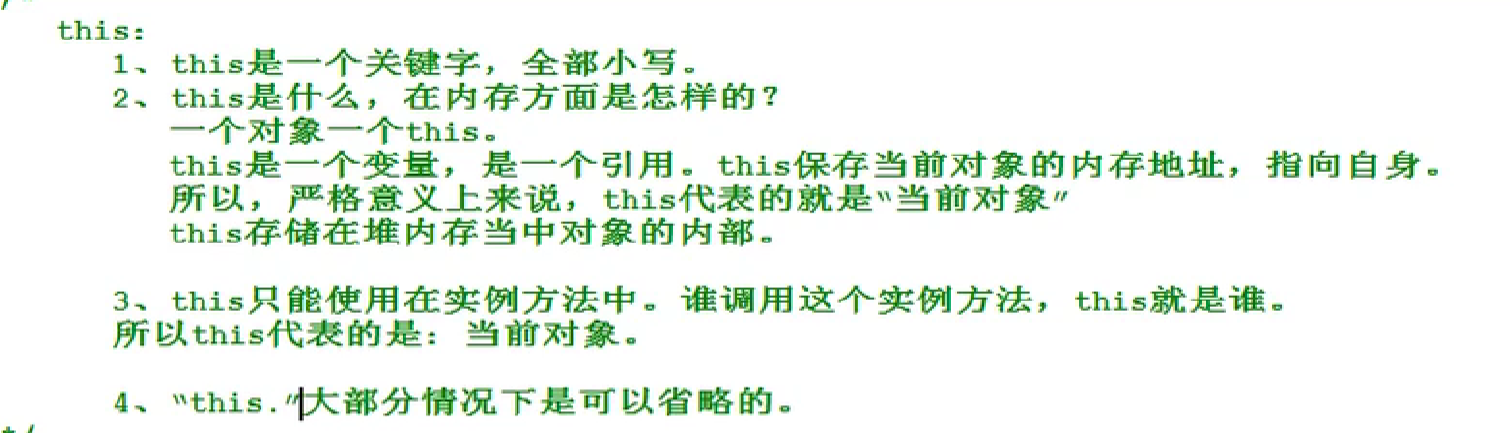 this:
1、this是一个关键字，全部小写。
2、this是什么，在内存方面是怎样的？
一个对象一个this。
this是一个变量，是一个引用。this保存当前对象的内存地址，指向自身。
所以，严格意义上来说，this代表的就是“当前对象”
this存储在堆内存当中对象的内部。
3、this只能使用在实例方法中。谁调用这个实例方法，this就是谁。
所以this代表的是：当前对象。
4、“this.”大部分情况下是可以省略的。
*/